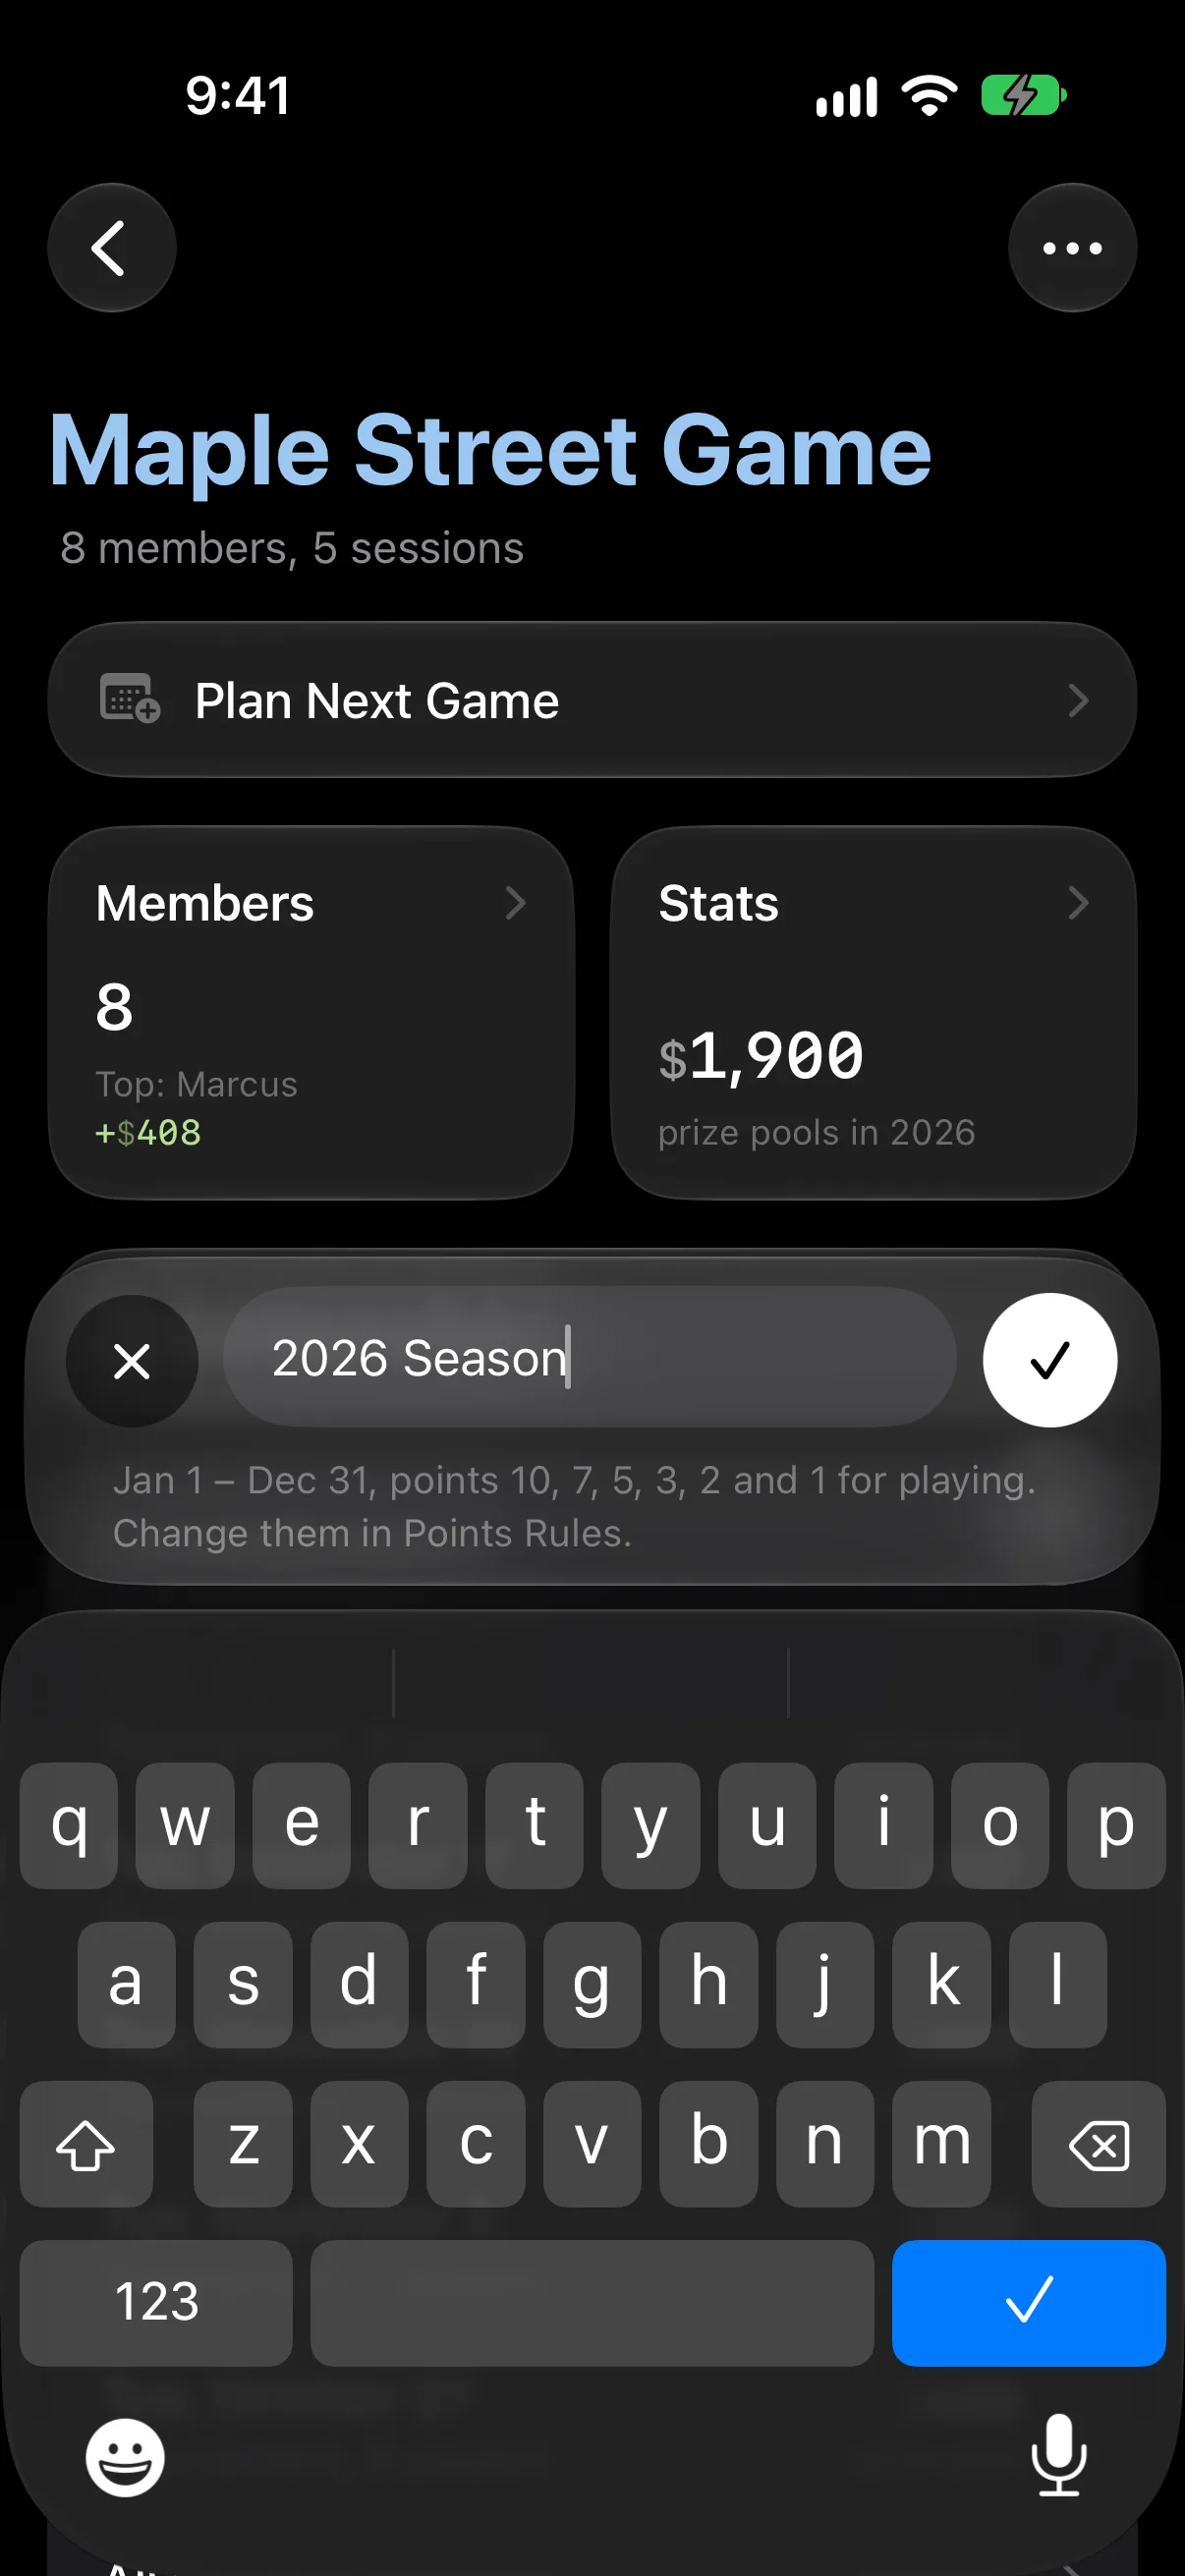 9:41
Maple Street Game
8 members, 5 sessions
Plan Next Game
Members
8
Top: Marcus
+$408
Stats
$1,900
prize pools in 2026
2026 Season
Jan 1 – Dec 31, points 10, 7, 5, 3, 2 and 1 for playing.
Change them in Points Rules.
q w e r t y u i o p
a s d f g h j k l
z x c v b n m
123